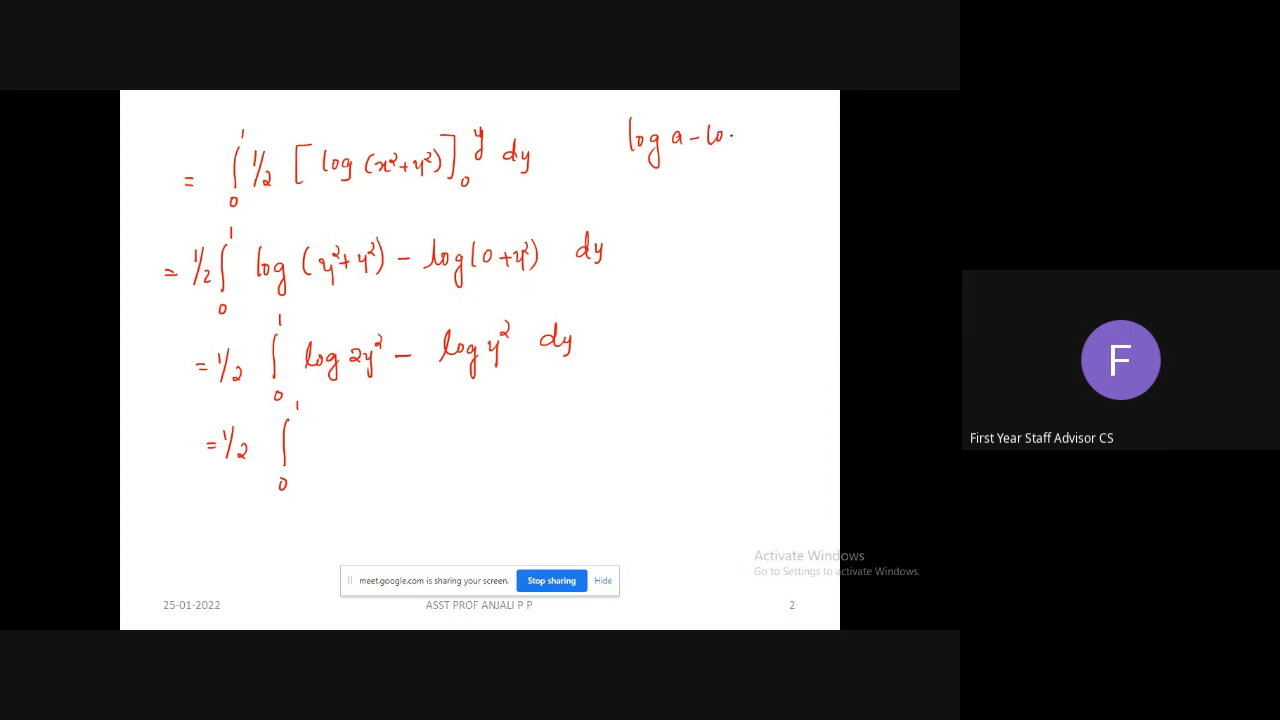 = ∫₀¹ 1/2 [log (x²+y²)]₀ʸ dy
log a - lo
= 1/2 ∫₀¹ log (y²+y²) - log(0+y²) dy
= 1/2 ∫₀¹ log 2y² - log y² dy
= 1/2 ∫₀¹
F
First Year Staff Advisor CS
Activate Windows
Go to Settings to activate Windows.
meet.google.com is sharing your screen. Stop sharing Hide
25-01-2022 ASST PROF ANJALI P P 2